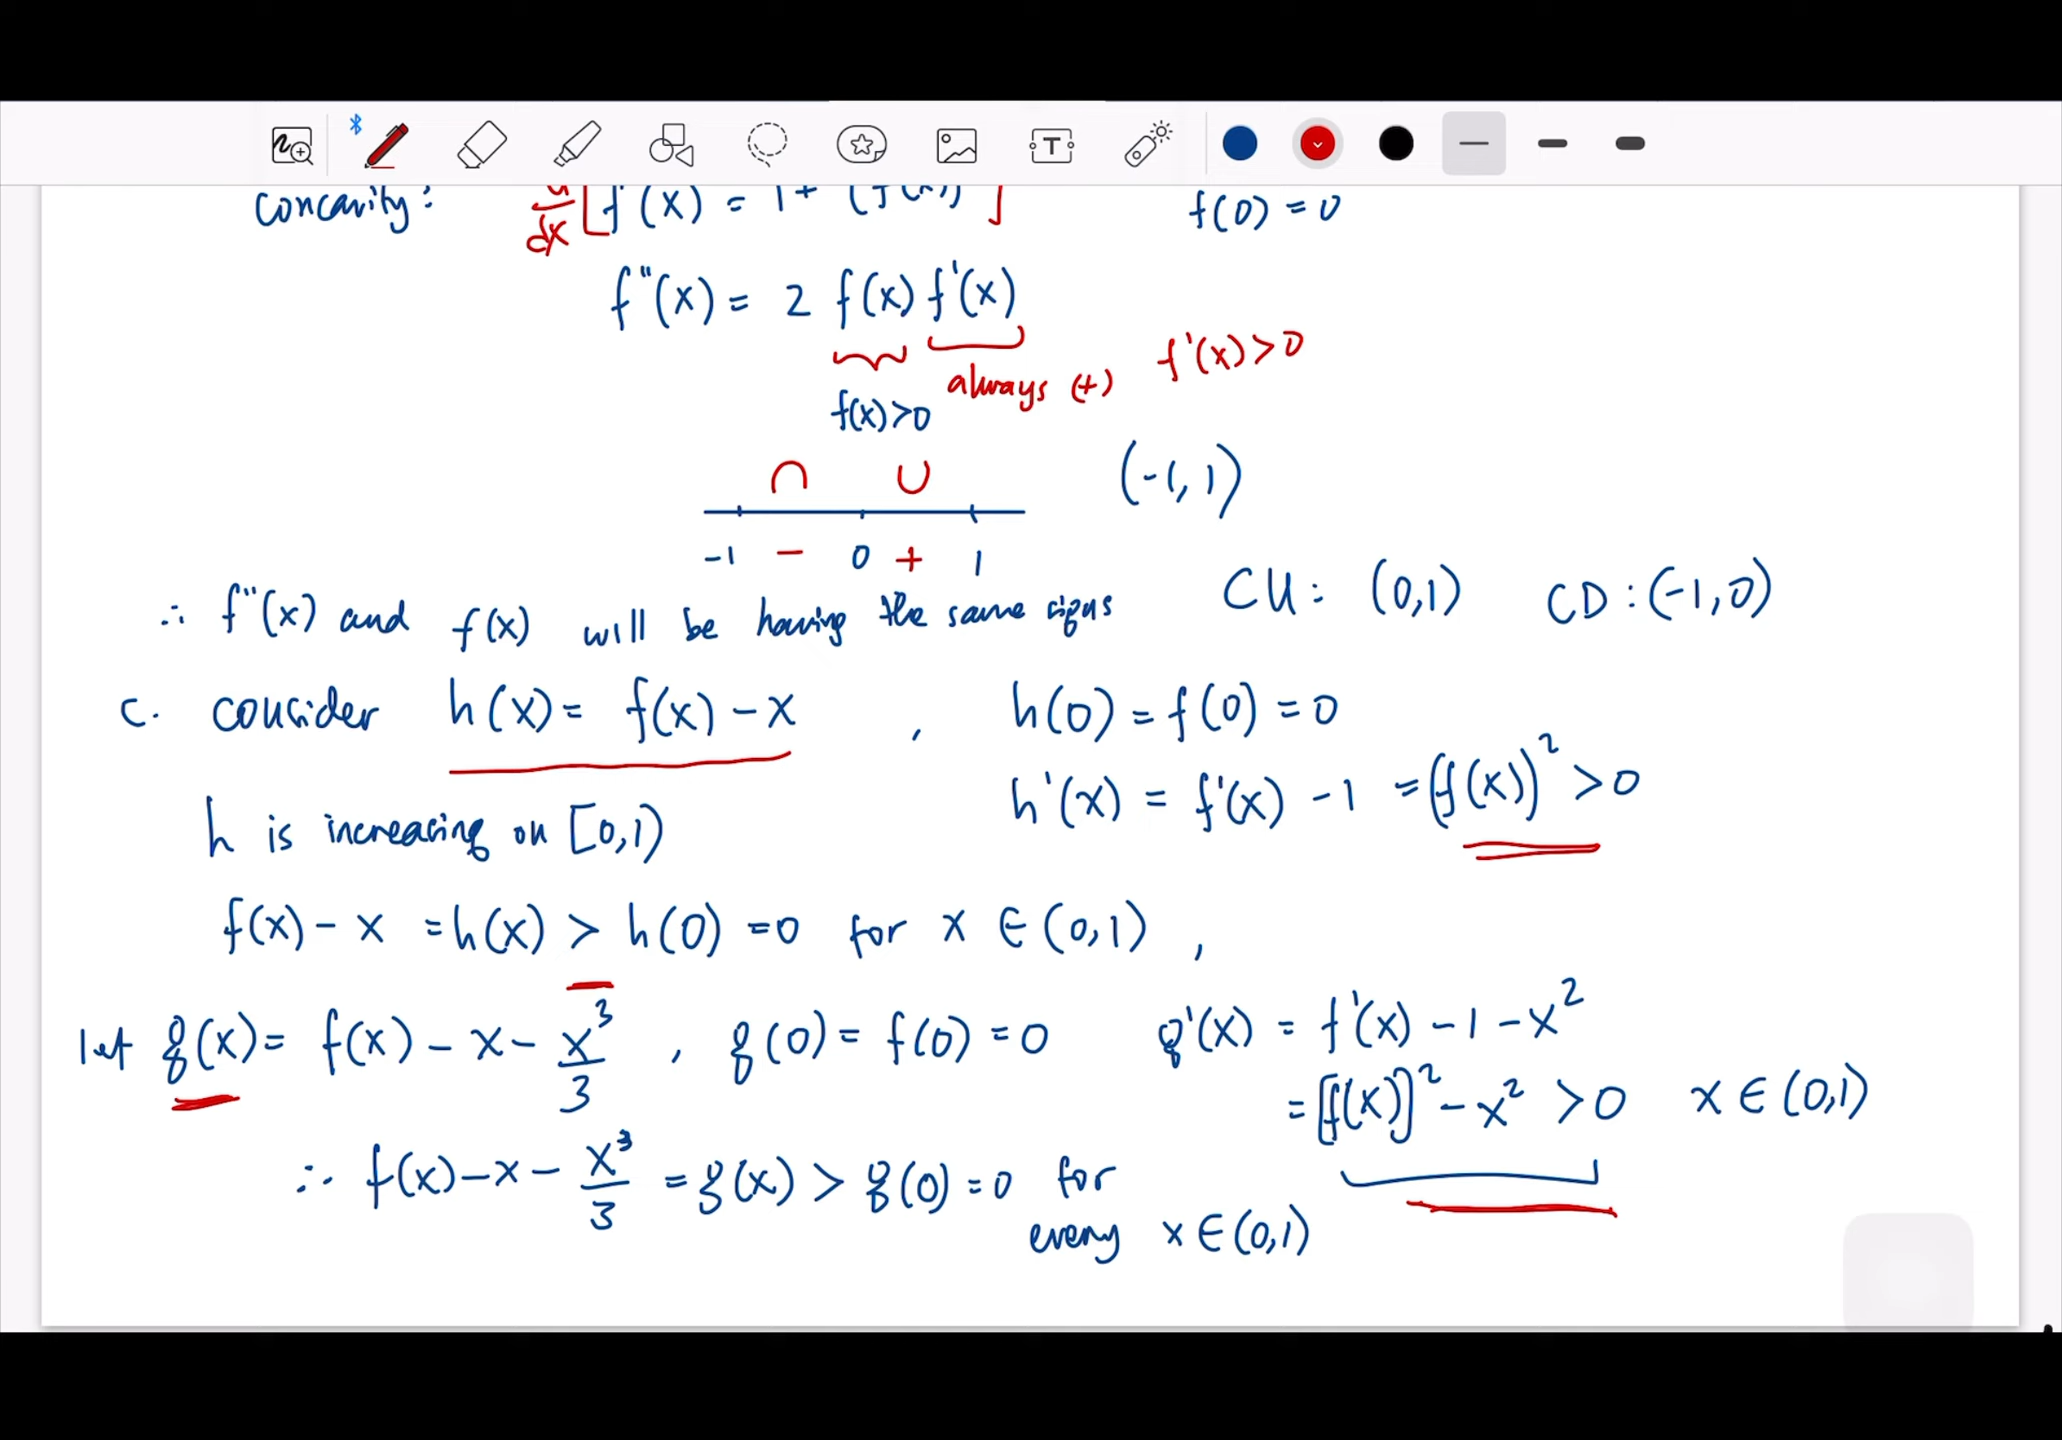 concavity: d/dx [f'(x) = 1 + (f(x))² ] f(0) = 0
f"(x) = 2 f(x) f'(x)
always (+) f'(x) > 0
f(x) > 0
∩ ∪ (-1, 1)
-1 − 0 + 1
∴ f"(x) and f(x) will be having the same signs CU: (0,1) CD: (-1,0)
c. consider h(x) = f(x) - x , h(0) = f(0) = 0
h'(x) = f'(x) - 1 = (f(x))² > 0
h is increasing on [0,1)
f(x) - x = h(x) > h(0) = 0 for x ∈ (0,1) ,
let g(x) = f(x) - x - x³/3 , g(0) = f(0) = 0 g'(x) = f'(x) - 1 - x²
= [f(x)]² - x² > 0 x ∈ (0,1)
∴ f(x) - x - x³/3 = g(x) > g(0) = 0 for
every x ∈ (0,1)